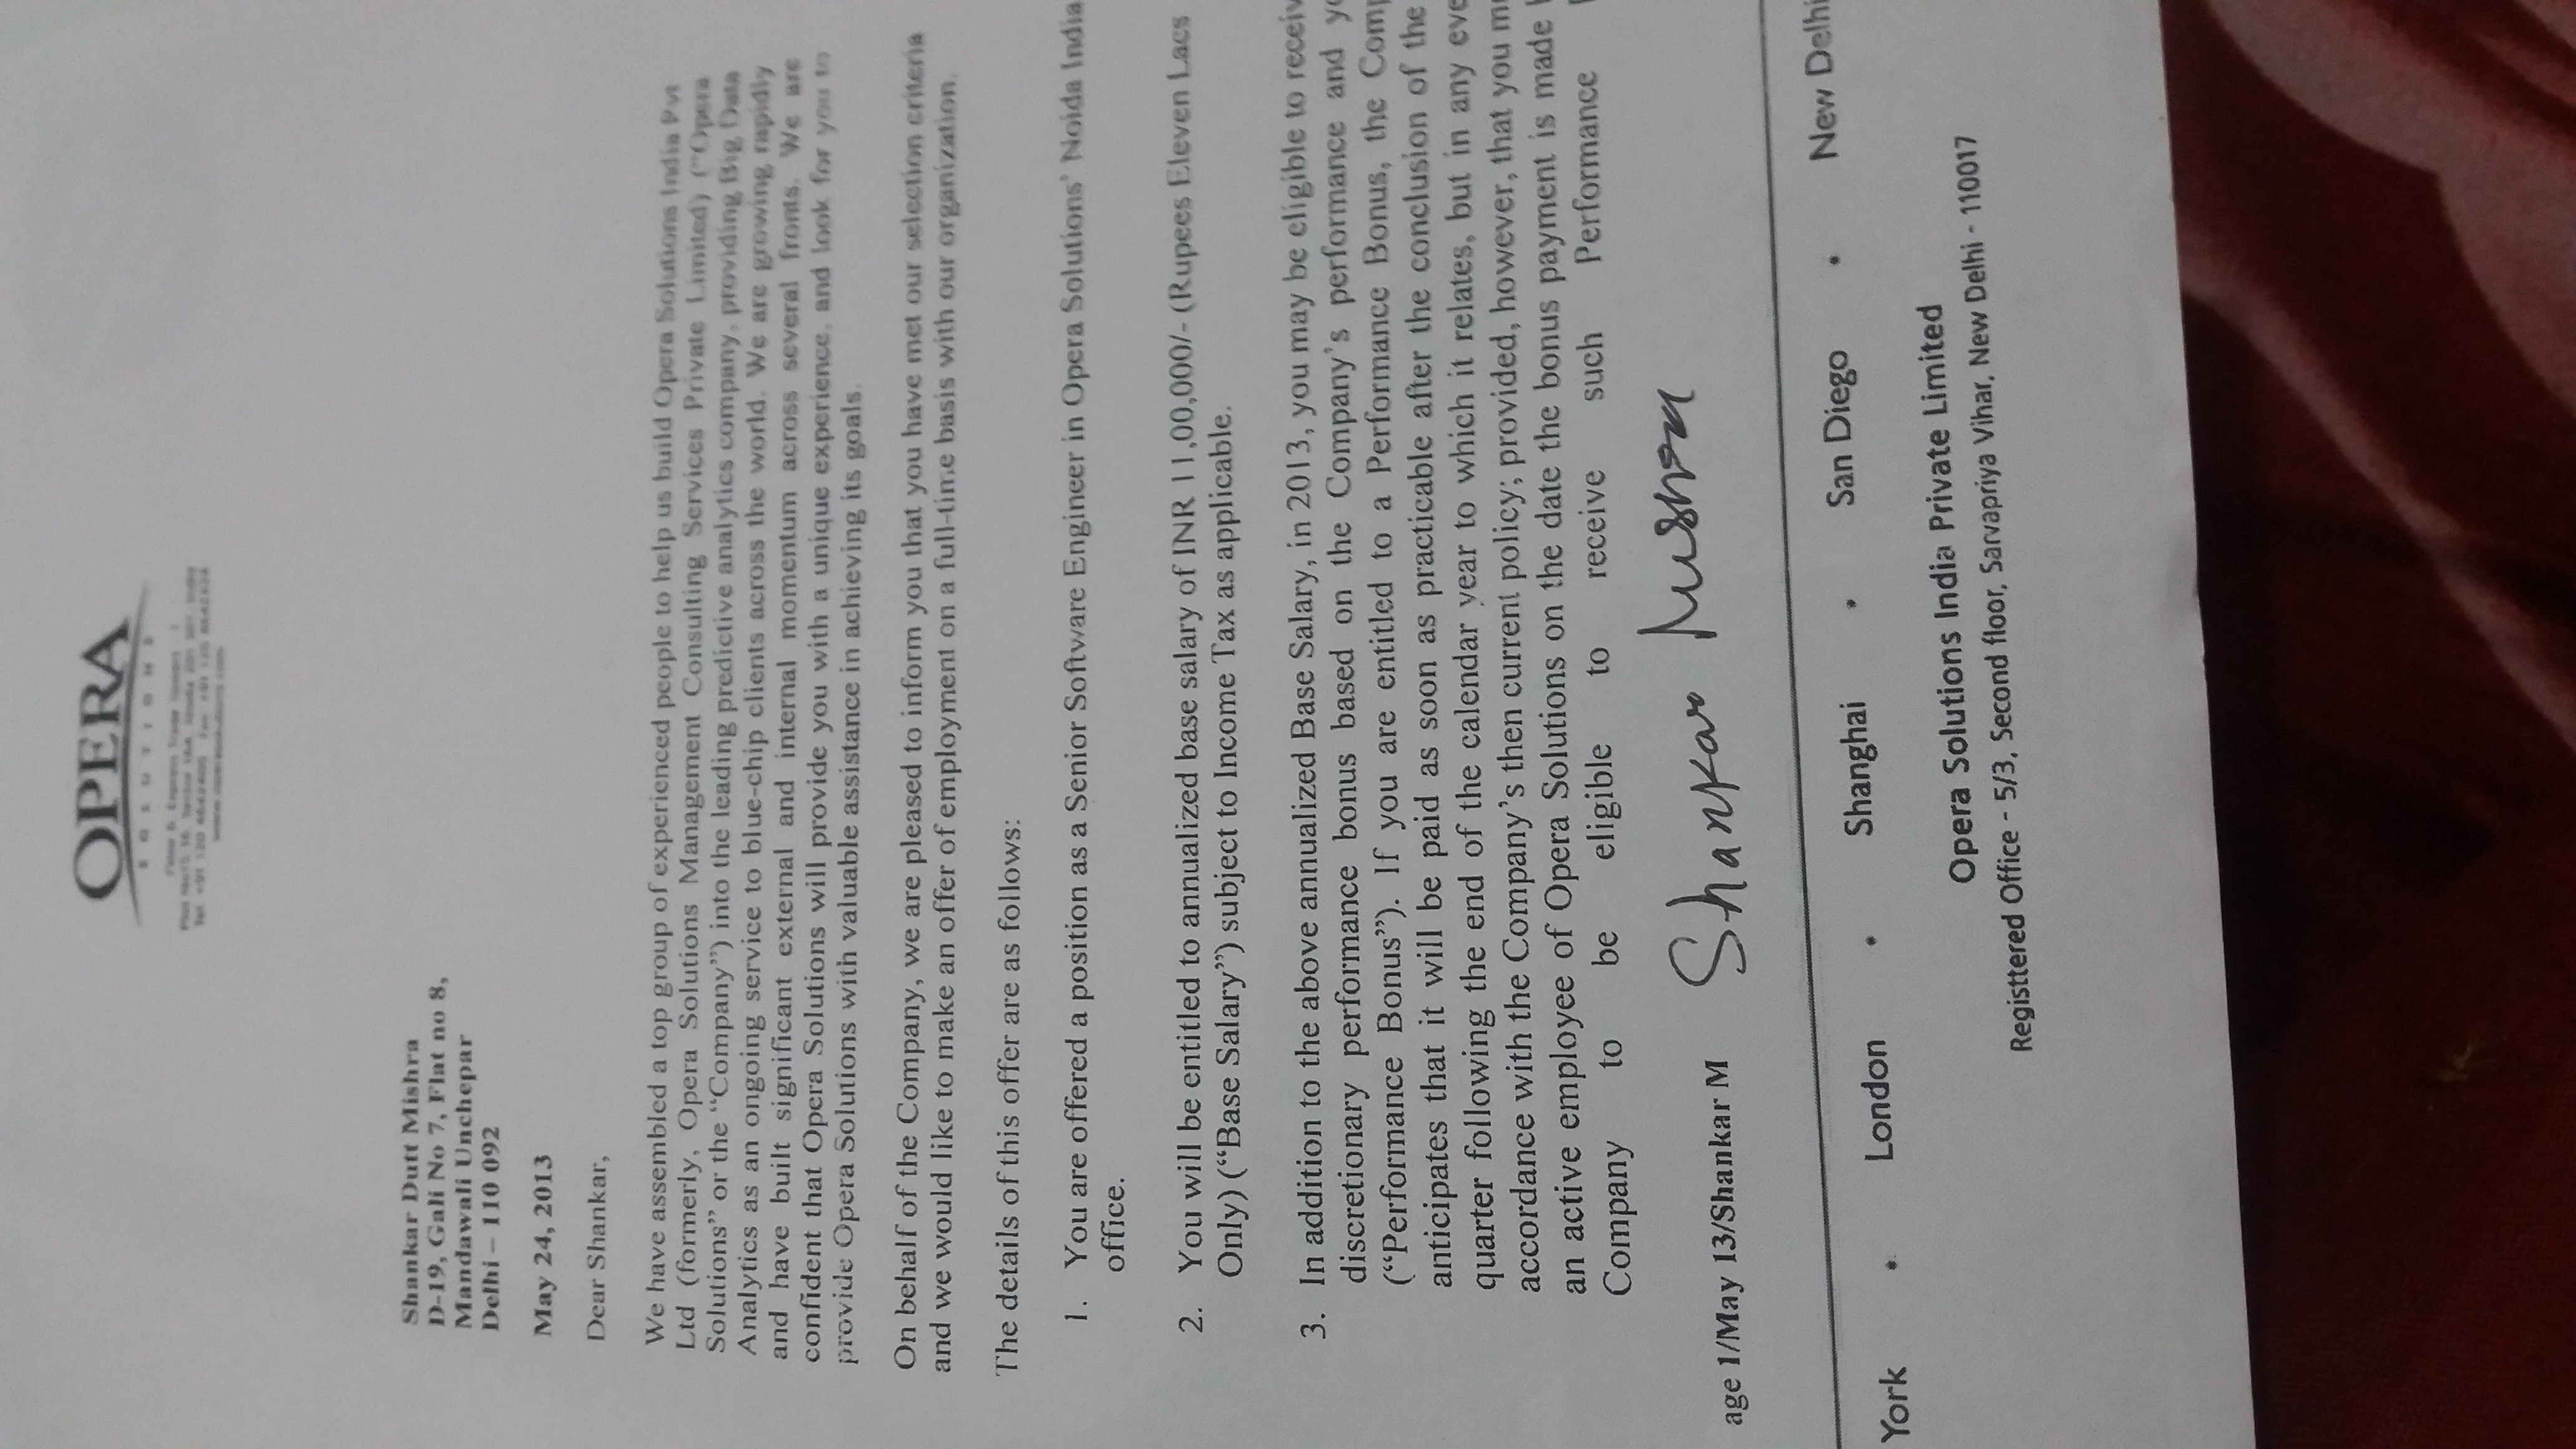 OPERA
SOLUTIONS
Tel: +91 120 4642400 Fax: +91 120 4642424
www.operasolutions.com
Shankar Dutt Mishra
D-19, Gali No 7, Flat no 8,
Mandawali Unchepar
Delhi – 110 092
May 24, 2013
Dear Shankar,
We have assembled a top group of experienced people to help us build Opera Solutions India Pvt
Ltd (formerly, Opera Solutions Management Consulting Services Private Limited) (“Opera
Solutions” or the “Company”) into the leading predictive analytics company, providing Big Data
Analytics as an ongoing service to blue-chip clients across the world. We are growing rapidly
and have built significant external and internal momentum across several fronts. We are
confident that Opera Solutions will provide you with a unique experience, and look for you to
provide Opera Solutions with valuable assistance in achieving its goals.
On behalf of the Company, we are pleased to inform you that you have met our selection criteria
and we would like to make an offer of employment on a full-time basis with our organization.
The details of this offer are as follows:
1. You are offered a position as a Senior Software Engineer in Opera Solutions’ Noida India
office.
2. You will be entitled to annualized base salary of INR 11,00,000/- (Rupees Eleven Lacs
Only) (“Base Salary”) subject to Income Tax as applicable.
3. In addition to the above annualized Base Salary, in 2013, you may be eligible to receiv
discretionary performance bonus based on the Company’s performance and yo
(“Performance Bonus”). If you are entitled to a Performance Bonus, the Comp
anticipates that it will be paid as soon as practicable after the conclusion of the
quarter following the end of the calendar year to which it relates, but in any eve
accordance with the Company’s then current policy; provided, however, that you mu
an active employee of Opera Solutions on the date the bonus payment is made
Company to be eligible to receive such Performance
age 1/May 13/Shankar M Shankar Mishra
York • London • Shanghai • San Diego • New Delhi
Opera Solutions India Private Limited
Registtered Office - 5/3, Second floor, Sarvapriya Vihar, New Delhi - 110017